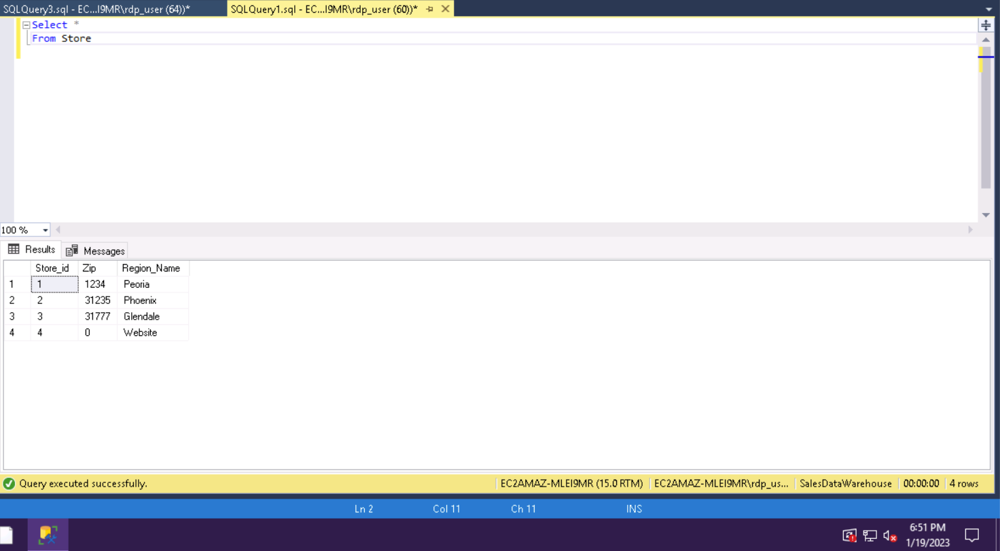 SQLQuery3.sql - EC...I9MR\rdp_user (64))* SQLQuery1.sql - EC...I9MR\rdp_user (60))*
Select *
From Store
100 %
Results Messages
Store_id Zip Region_Name
1 1 1234 Peoria
2 2 31235 Phoenix
3 3 31777 Glendale
4 4 0 Website
Query executed successfully. EC2AMAZ-MLEI9MR (15.0 RTM) EC2AMAZ-MLEI9MR\rdp_us... SalesDataWarehouse 00:00:00 4 rows
Ln 2 Col 11 Ch 11 INS
6:51 PM
1/19/2023